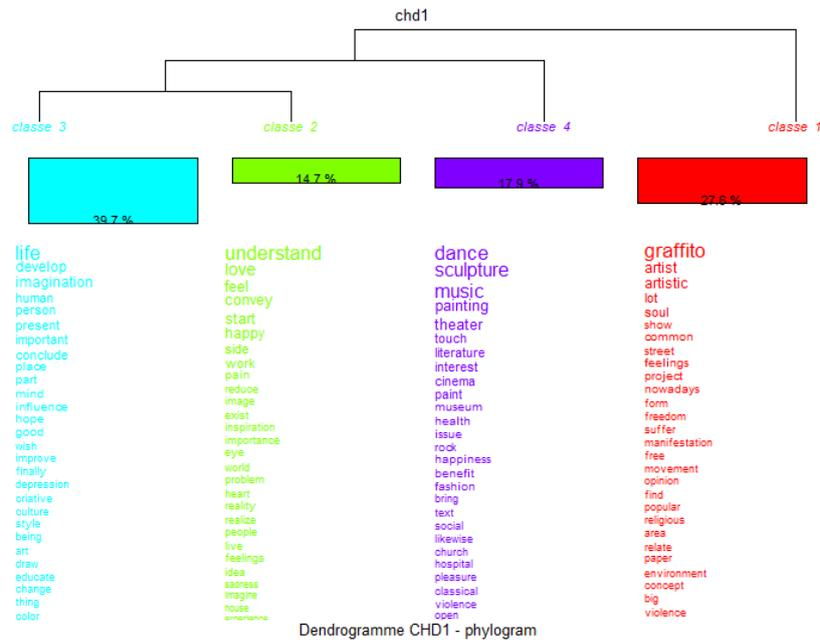 chd1
classe 3
classe 2
classe 4
classe 1
39.7 %
14.7 %
17.9 %
27.8 %
life
develop
imagination
human
person
present
important
conclude
place
part
mind
influence
hope
good
wish
improve
finally
depression
criative
culture
style
being
art
draw
educate
change
thing
color
understand
love
feel
convey
start
happy
side
work
pain
reduce
image
exist
inspiration
importance
eye
world
problem
heart
reality
realize
people
live
feelings
idea
sadness
imagine
house
experience
dance
sculpture
music
painting
theater
touch
literature
interest
cinema
paint
museum
health
issue
rock
happiness
benefit
fashion
bring
text
social
likewise
church
hospital
pleasure
classical
violence
open
graffito
artist
artistic
lot
soul
show
common
street
feelings
project
nowadays
form
freedom
suffer
manifestation
free
movement
opinion
find
popular
religious
area
relate
paper
environment
concept
big
violence
Dendrogramme CHD1 - phylogram